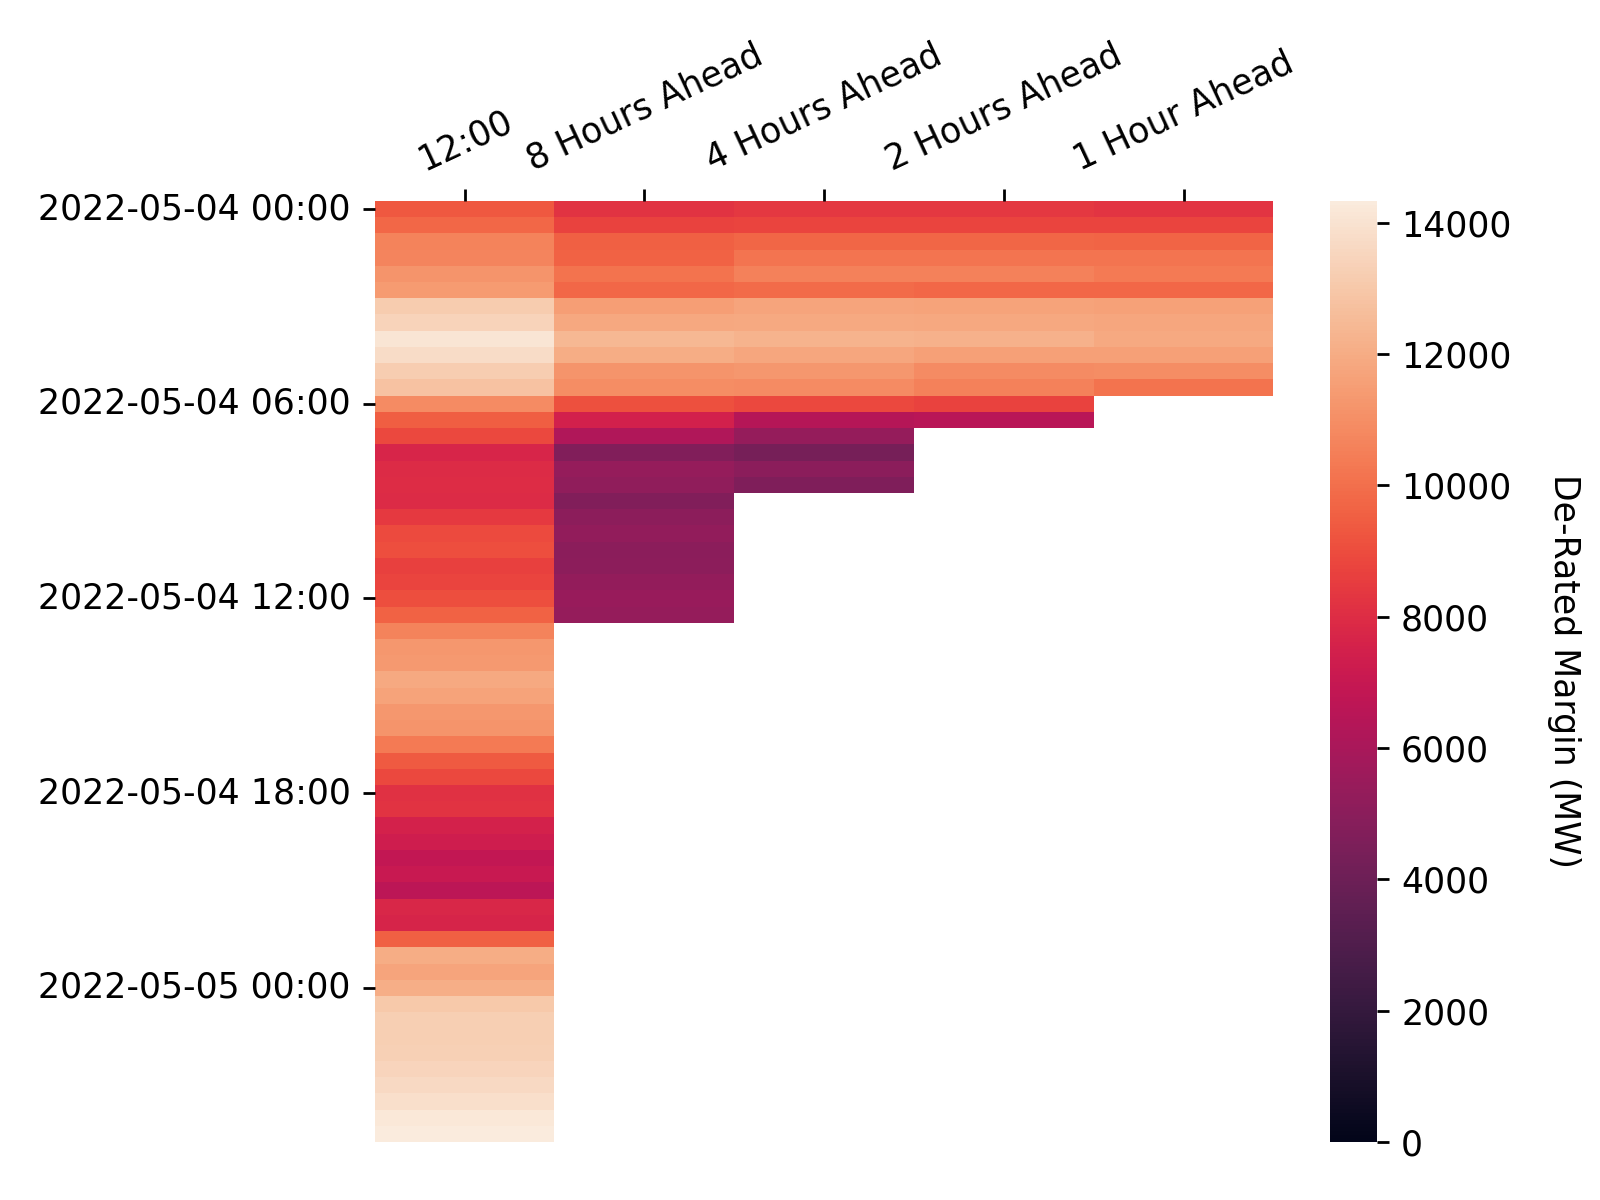 12:00
8 Hours Ahead
4 Hours Ahead
2 Hours Ahead
1 Hour Ahead
2022-05-04 00:00
2022-05-04 06:00
2022-05-04 12:00
2022-05-04 18:00
2022-05-05 00:00
14000
12000
10000
8000
6000
4000
2000
0
De-Rated Margin (MW)